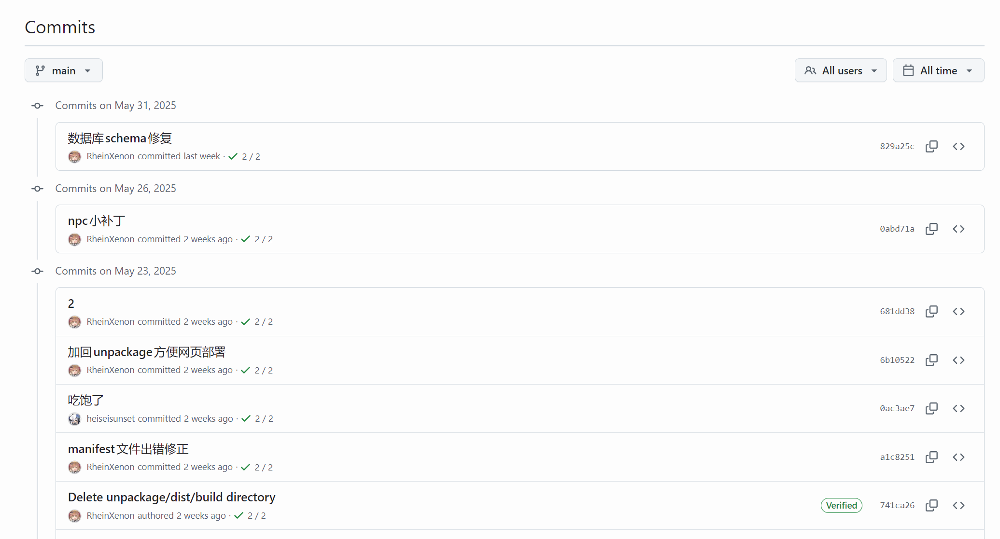 Commits
main
All users
All time
Commits on May 31, 2025
数据库schema修复
RheinXenon committed last week · 2 / 2
829a25c
Commits on May 26, 2025
npc小补丁
RheinXenon committed 2 weeks ago · 2 / 2
0abd71a
Commits on May 23, 2025
2
RheinXenon committed 2 weeks ago · 2 / 2
681dd38
加回unpackage方便网页部署
RheinXenon committed 2 weeks ago · 2 / 2
6b10522
吃饱了
heiseisunset committed 2 weeks ago · 2 / 2
0ac3ae7
manifest文件出错修正
RheinXenon committed 2 weeks ago · 2 / 2
a1c8251
Delete unpackage/dist/build directory
RheinXenon authored 2 weeks ago · 2 / 2
Verified
741ca26